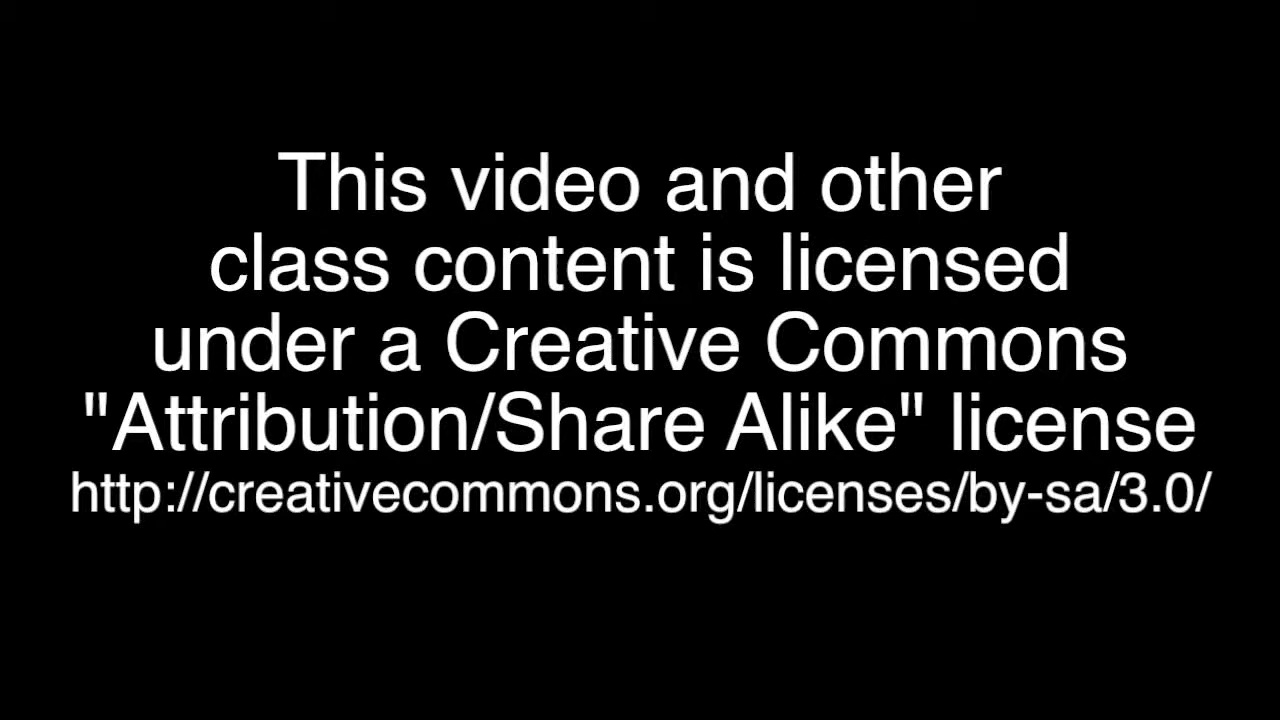 This video and other
class content is licensed
under a Creative Commons
"Attribution/Share Alike" license
http://creativecommons.org/licenses/by-sa/3.0/